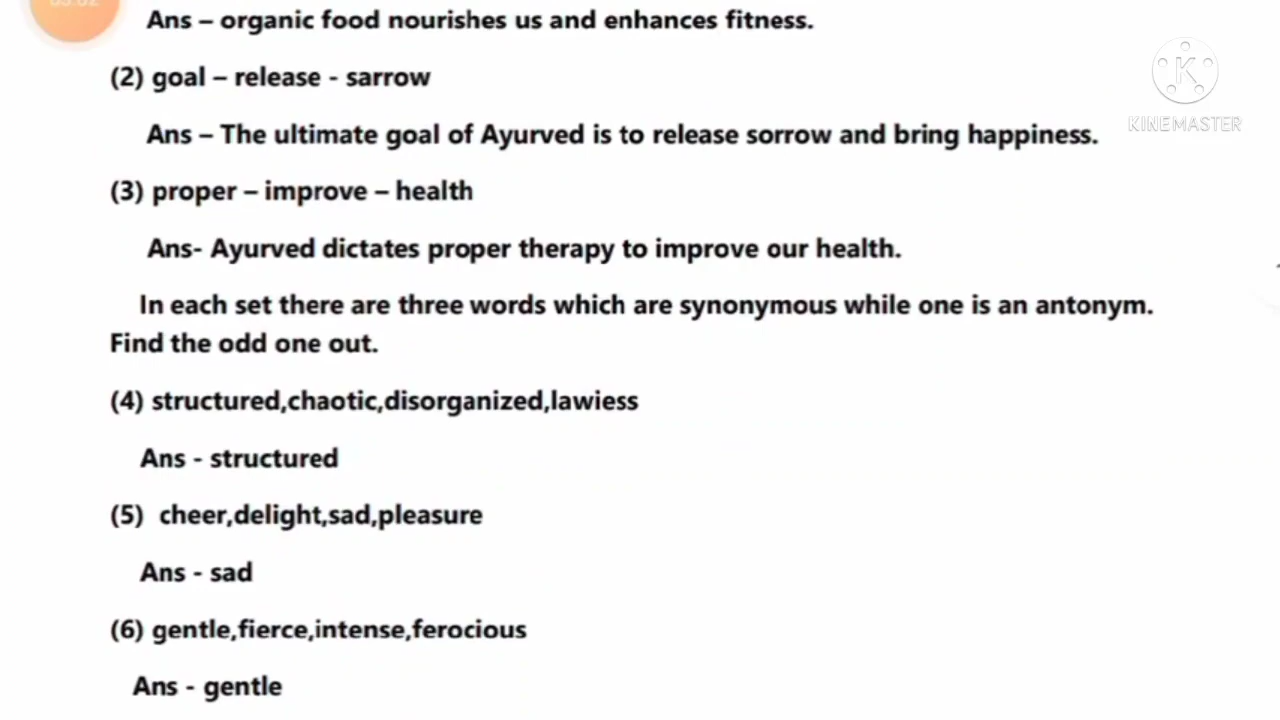 Ans – organic food nourishes us and enhances fitness.
(2) goal – release - sarrow
KINEMASTER
Ans – The ultimate goal of Ayurved is to release sorrow and bring happiness.
(3) proper – improve – health
Ans- Ayurved dictates proper therapy to improve our health.
In each set there are three words which are synonymous while one is an antonym.
Find the odd one out.
(4) structured,chaotic,disorganized,lawiess
Ans - structured
(5) cheer,delight,sad,pleasure
Ans - sad
(6) gentle,fierce,intense,ferocious
Ans - gentle